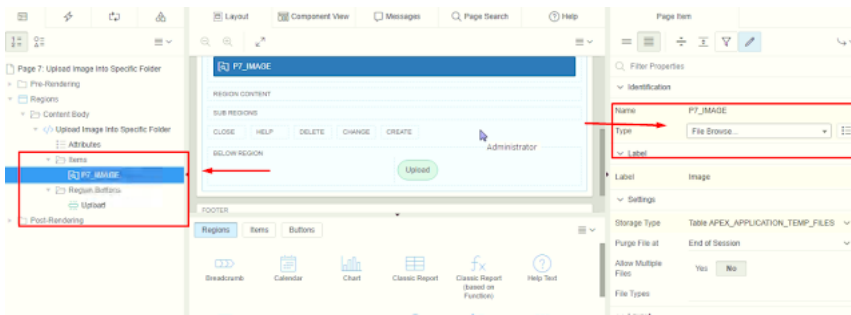 Layout
Component View
Messages
Page Search
Help
Page Item
Page 7: Upload Image Into Specific Folder
Pre-Rendering
Regions
Content Body
Upload Image Into Specific Folder
Attributes
Items
P7_IMAGE
Region Buttons
Upload
Post-Rendering
P7_IMAGE
REGION CONTENT
SUB REGIONS
CLOSE HELP DELETE CHANGE CREATE
Administrator
BELOW REGION
Upload
FOOTER
Regions Items Buttons
Breadcrumb
Calendar
Chart
Classic Report
Classic Report
(based on
Function)
Help Text
Filter Properties
Identification
Name P7_IMAGE
Type File Browse...
Label
Label Image
Settings
Storage Type Table APEX_APPLICATION_TEMP_FILES
Purge File at End of Session
Allow Multiple
Files
Yes No
File Types